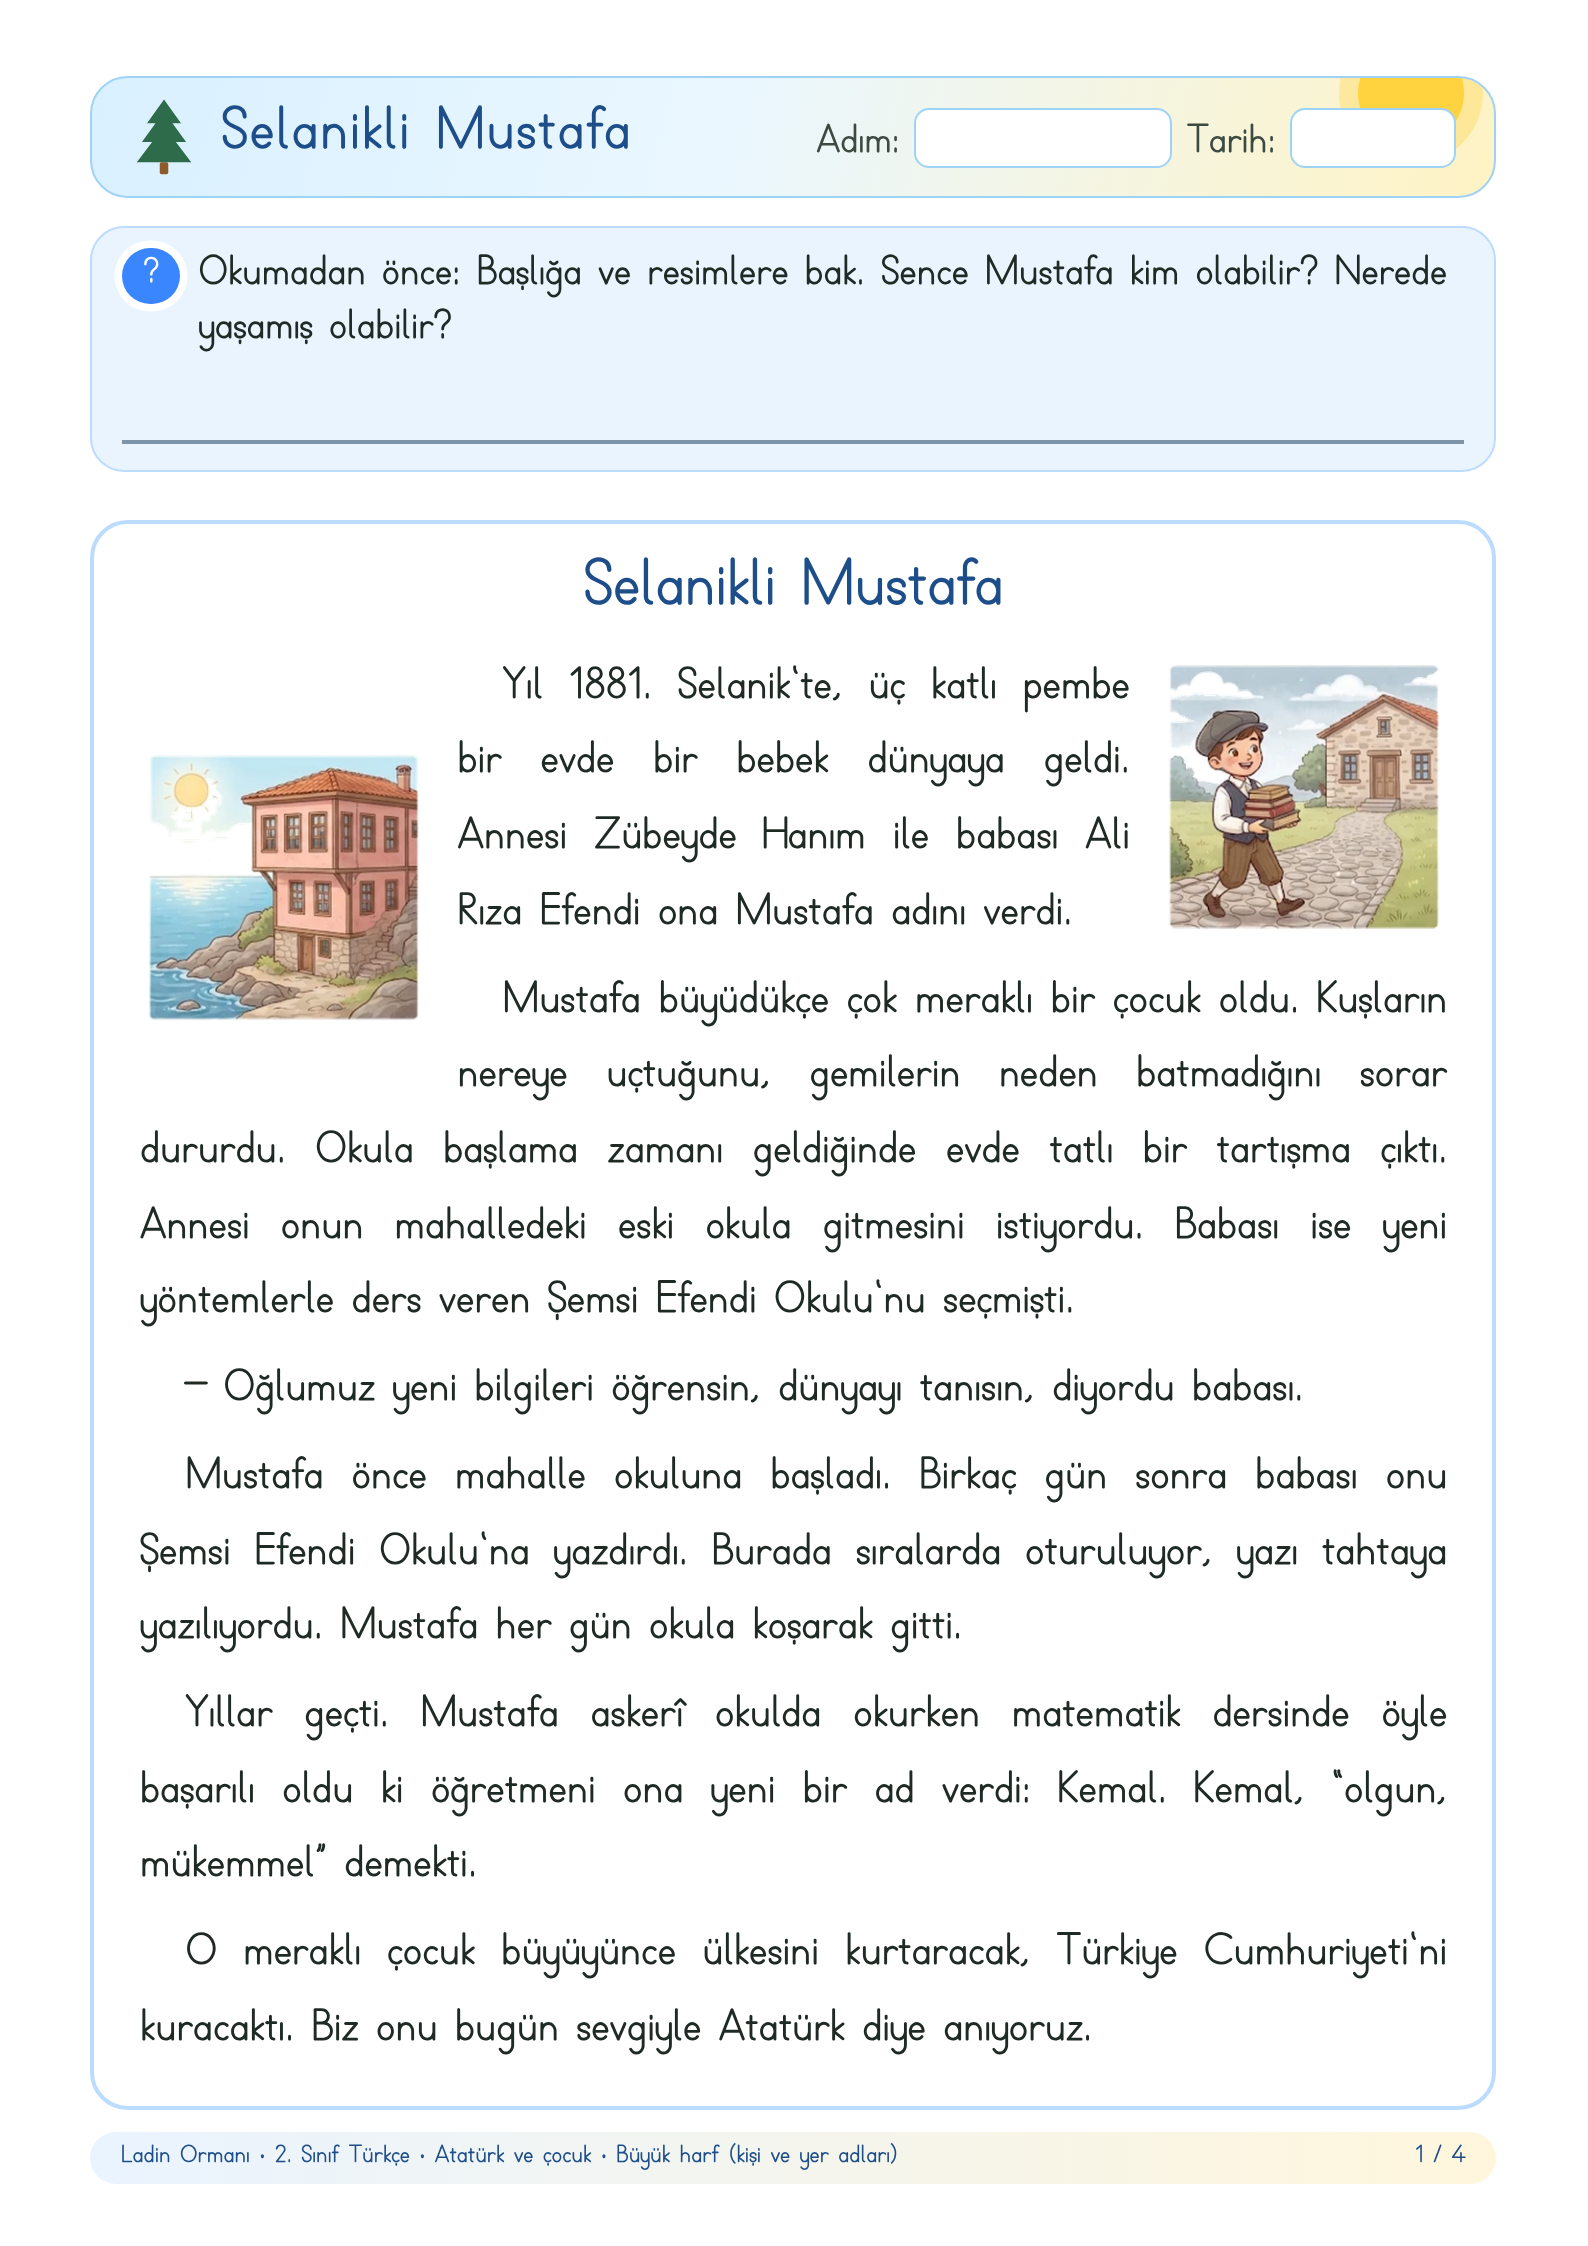 Selanikli Mustafa
Adım:
Tarih:
?
Okumadan önce: Başlığa ve resimlere bak. Sence Mustafa kim olabilir? Nerede
yaşamış olabilir?
Selanikli Mustafa
Yıl 1881. Selanik‘te, üç katlı pembe
bir evde bir bebek dünyaya geldi.
Annesi Zübeyde Hanım ile babası Ali
Rıza Efendi ona Mustafa adını verdi.
Mustafa büyüdükçe çok meraklı bir çocuk oldu. Kuşların
nereye uçtuğunu, gemilerin neden batmadığını sorar
dururdu. Okula başlama zamanı geldiğinde evde tatlı bir tartışma çıktı.
Annesi onun mahalledeki eski okula gitmesini istiyordu. Babası ise yeni
yöntemlerle ders veren Şemsi Efendi Okulu‘nu seçmişti.
– Oğlumuz yeni bilgileri öğrensin, dünyayı tanısın, diyordu babası.
Mustafa önce mahalle okuluna başladı. Birkaç gün sonra babası onu
Şemsi Efendi Okulu‘na yazdırdı. Burada sıralarda oturuluyor, yazı tahtaya
yazılıyordu. Mustafa her gün okula koşarak gitti.
Yıllar geçti. Mustafa askerî okulda okurken matematik dersinde öyle
başarılı oldu ki öğretmeni ona yeni bir ad verdi: Kemal. Kemal, “olgun,
mükemmel” demekti.
O meraklı çocuk büyüyünce ülkesini kurtaracak, Türkiye Cumhuriyeti‘ni
kuracaktı. Biz onu bugün sevgiyle Atatürk diye anıyoruz.
Ladin Ormanı • 2. Sınıf Türkçe • Atatürk ve çocuk • Büyük harf (kişi ve yer adları)
1 / 4